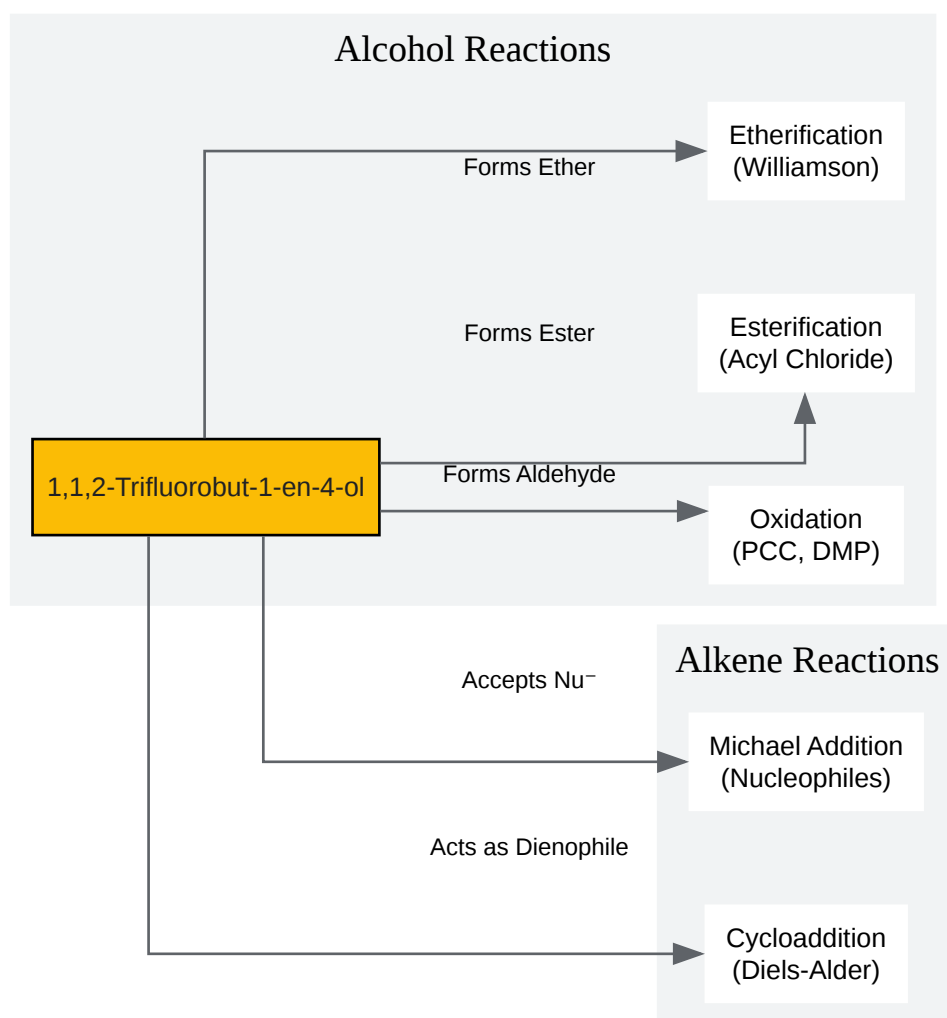 Alcohol Reactions
Etherification
(Williamson)
Forms Ether
Forms Ester
Esterification
(Acyl Chloride)
1,1,2-Trifluorobut-1-en-4-ol
Forms Aldehyde
Oxidation
(PCC, DMP)
Alkene Reactions
Accepts Nu⁻
Michael Addition
(Nucleophiles)
Acts as Dienophile
Cycloaddition
(Diels-Alder)